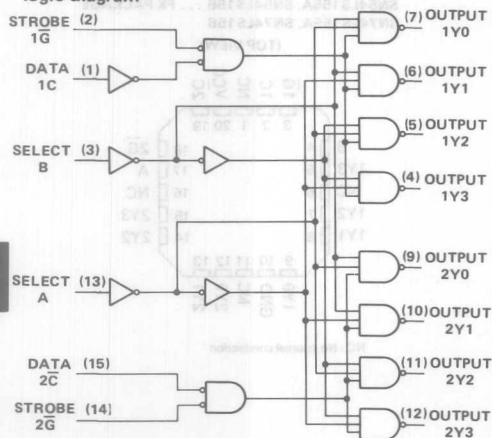 logic diagram
STROBE (2)
1G̅
DATA (1)
1C
SELECT (3)
B
SELECT (13)
A
DATA (15)
2C̅
STROBE (14)
2G̅
(7) OUTPUT
1Y0
(6) OUTPUT
1Y1
(5) OUTPUT
1Y2
(4) OUTPUT
1Y3
(9) OUTPUT
2Y0
(10) OUTPUT
2Y1
(11) OUTPUT
2Y2
(12) OUTPUT
2Y3